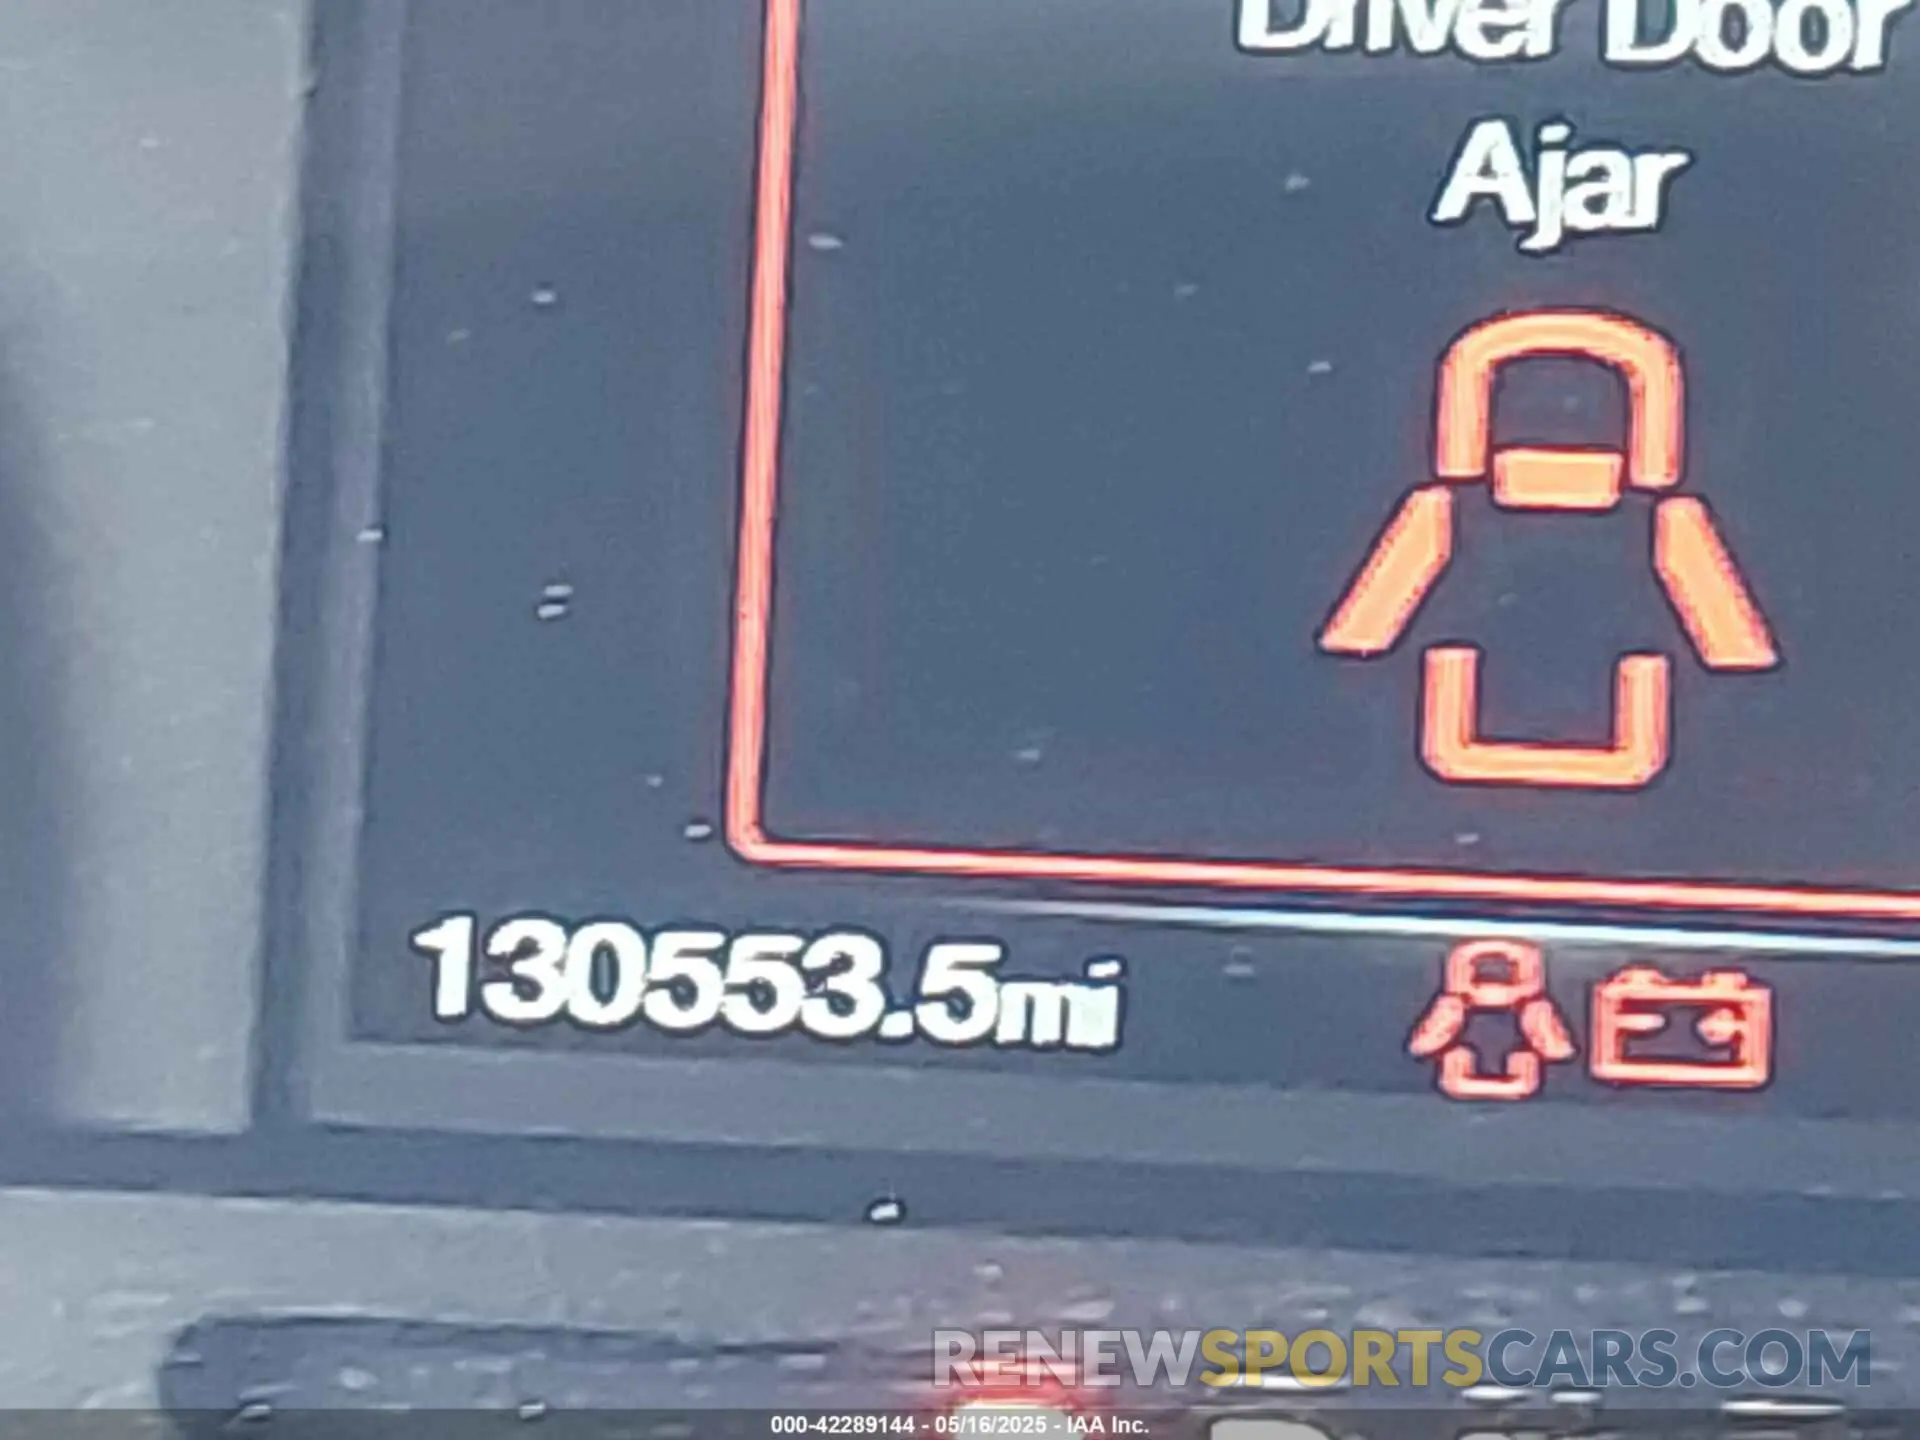 Driver Door
Ajar
130553.5mi
RENEWSPORTSCARS.COM
000-42289144 - 05/16/2025 - IAA Inc.